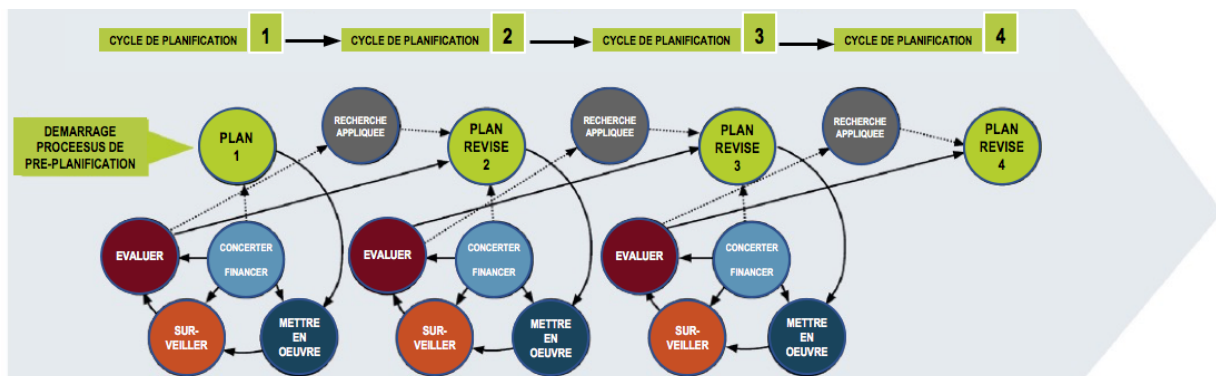 CYCLE DE PLANIFICATION 1
CYCLE DE PLANIFICATION 2
CYCLE DE PLANIFICATION 3
CYCLE DE PLANIFICATION 4
DEMARRAGE
PROCEESUS DE
PRE-PLANIFICATION
PLAN
1
RECHERCHE
APPLIQUEE
PLAN
REVISE
2
RECHERCHE
APPLIQUEE
PLAN
REVISE
3
RECHERCHE
APPLIQUEE
PLAN
REVISE
4
EVALUER
CONCERTER
FINANCER
SUR-
VEILLER
METTRE
EN
OEUVRE
EVALUER
CONCERTER
FINANCER
SUR-
VEILLER
METTRE
EN
OEUVRE
EVALUER
CONCERTER
FINANCER
SUR-
VEILLER
METTRE
EN
OEUVRE